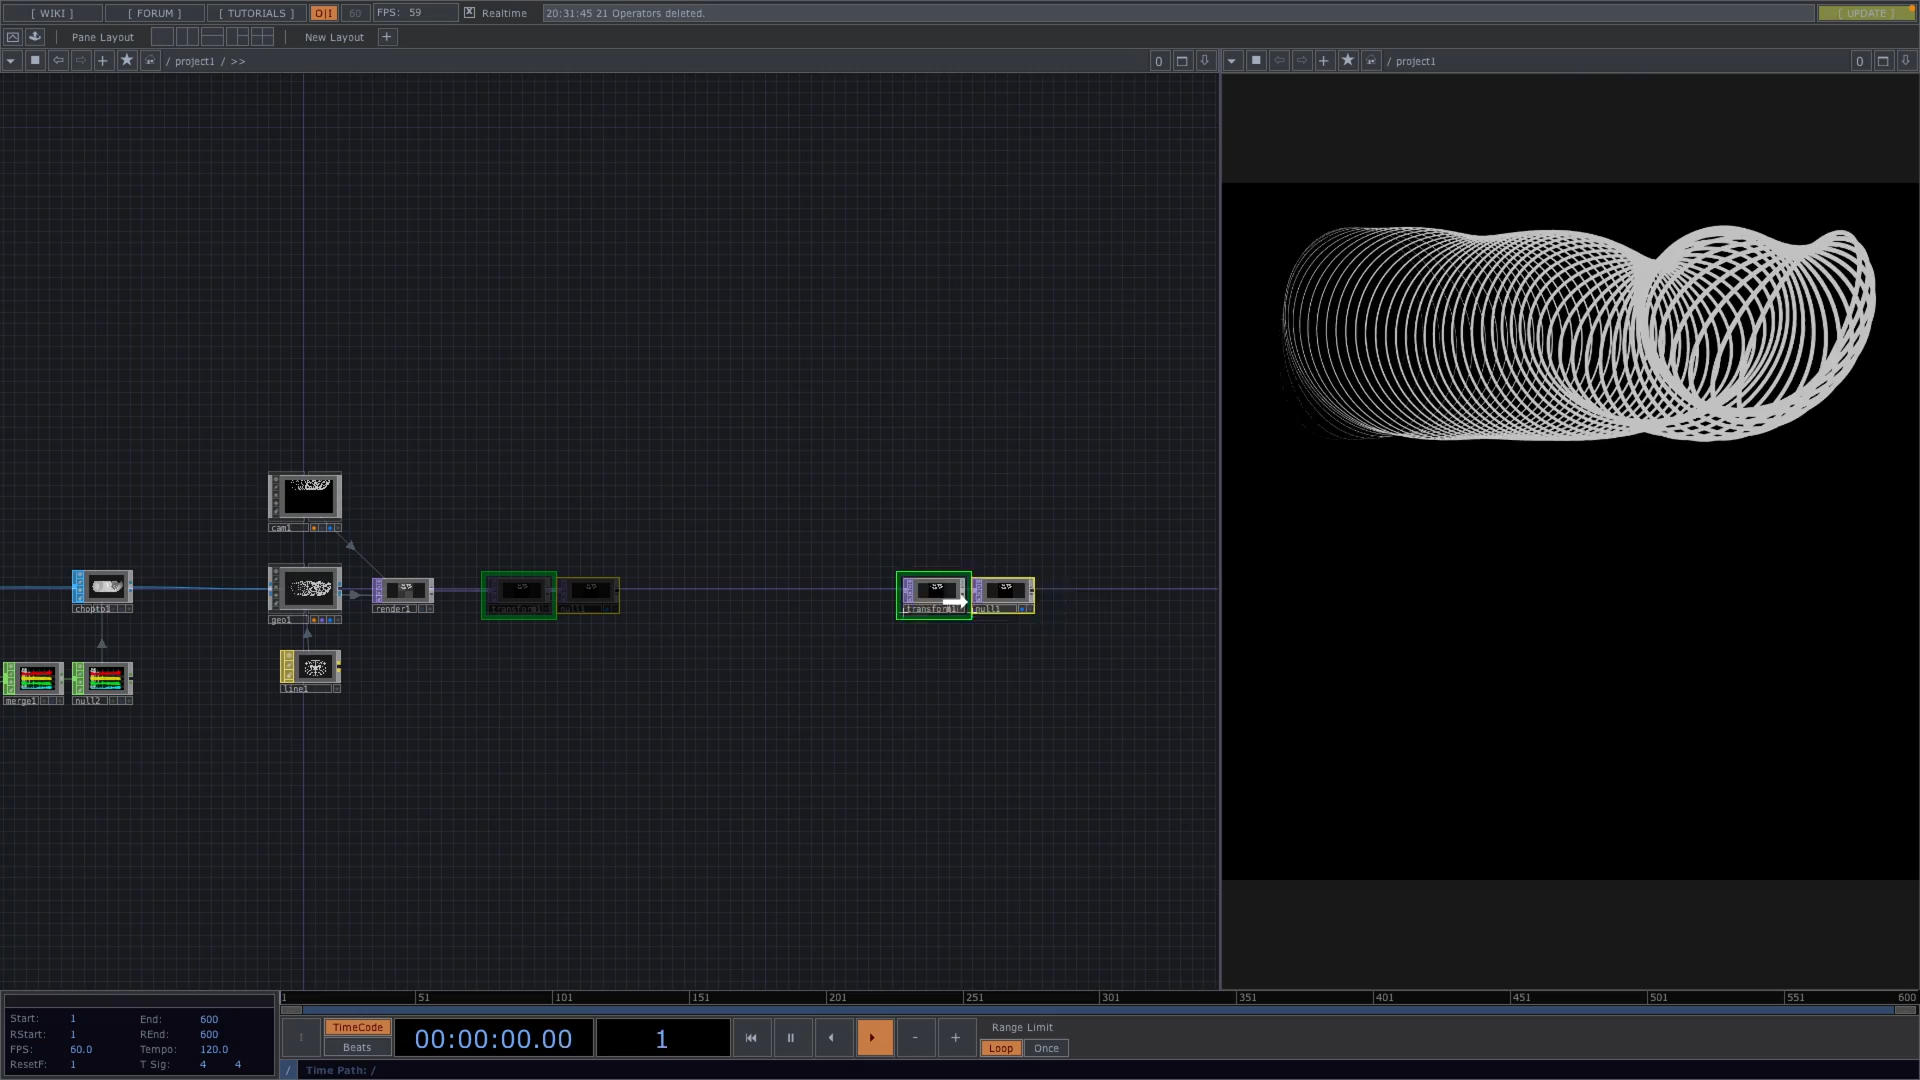 [ WIKI ] [ FORUM ] [ TUTORIALS ] O|I 60 FPS: 59 Realtime 20:31:45 21 Operators deleted. [ UPDATE ]
Pane Layout New Layout +
/ project1 / >> 0 / project1 0
cam1
chopto1 geo1 render1 transform1 null1 transform1 null1
line1
merge1 null2
1 51 101 151 201 251 301 351 401 451 501 551 600
Start: 1 End: 600
RStart: 1 REnd: 600
FPS: 60.0 Tempo: 120.0
ResetF: 1 T Sig: 4 4
TimeCode
Beats
00:00:00.00 1 - +
Range Limit
Loop Once
/ Time Path: /